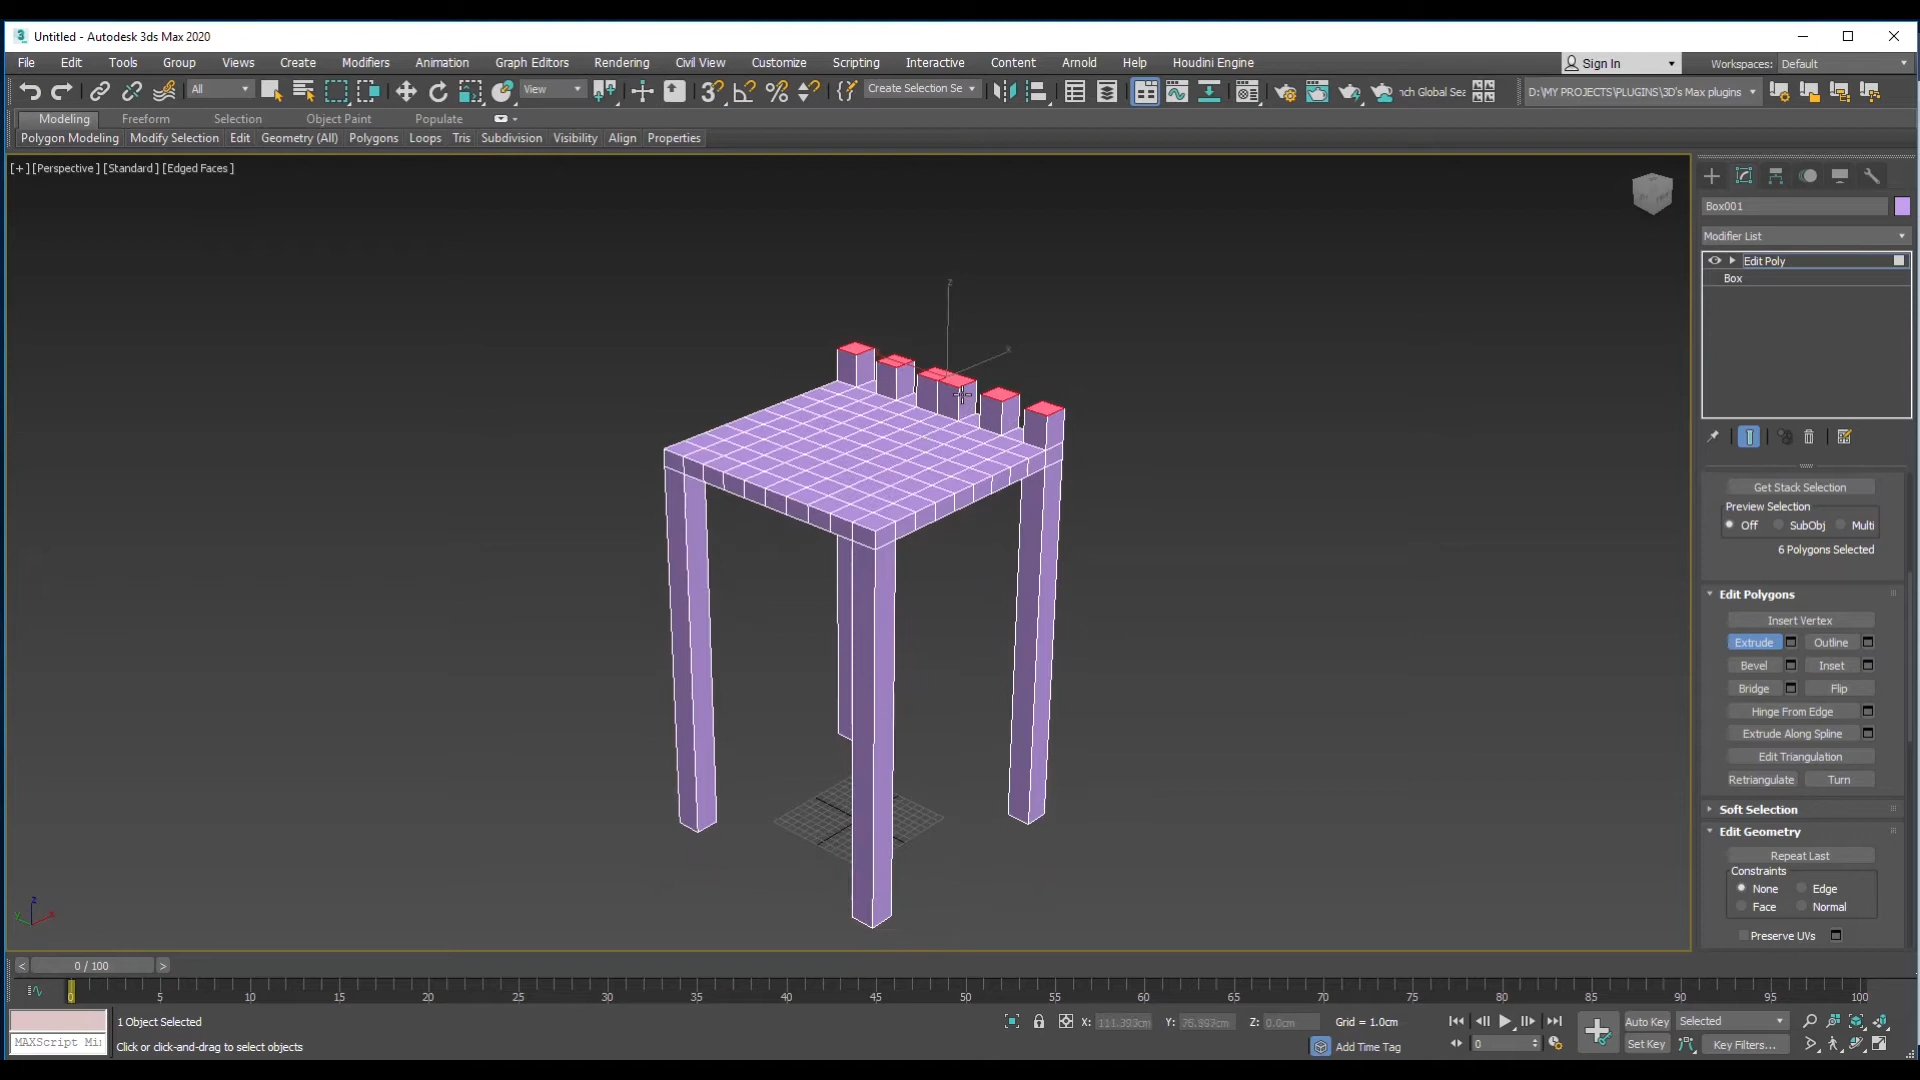 Untitled - Autodesk 3ds Max 2020
File Edit Tools Group Views Create Modifiers Animation Graph Editors Rendering Civil View Customize Scripting Interactive Content Arnold Help Houdini Engine
Sign In
Workspaces: Default
All
View
Create Selection Se
nch Global Sea
D:\MY PROJECTS\PLUGINS\3D's Max plugins
Modeling Freeform Selection Object Paint Populate
Polygon Modeling Modify Selection Edit Geometry (All) Polygons Loops Tris Subdivision Visibility Align Properties
[+] [Perspective ] [Standard ] [Edged Faces ]
Box001
Modifier List
Edit Poly
Box
Get Stack Selection
Preview Selection
Off SubObj Multi
6 Polygons Selected
Edit Polygons
Insert Vertex
Extrude Outline
Bevel Inset
Bridge Flip
Hinge From Edge
Extrude Along Spline
Edit Triangulation
Retriangulate Turn
Soft Selection
Edit Geometry
Repeat Last
Constraints
None Edge
Face Normal
Preserve UVs
z
x
z
x
y
< 0 / 100 >
0 5 10 15 20 25 30 35 40 45 50 55 60 65 70 75 80 85 90 95 100
1 Object Selected
X: Y: Z: 0.0cm Grid = 1.0cm
Auto Key Selected
MAXScript Mi
Click or click-and-drag to select objects
Add Time Tag
0
Set Key Key Filters...